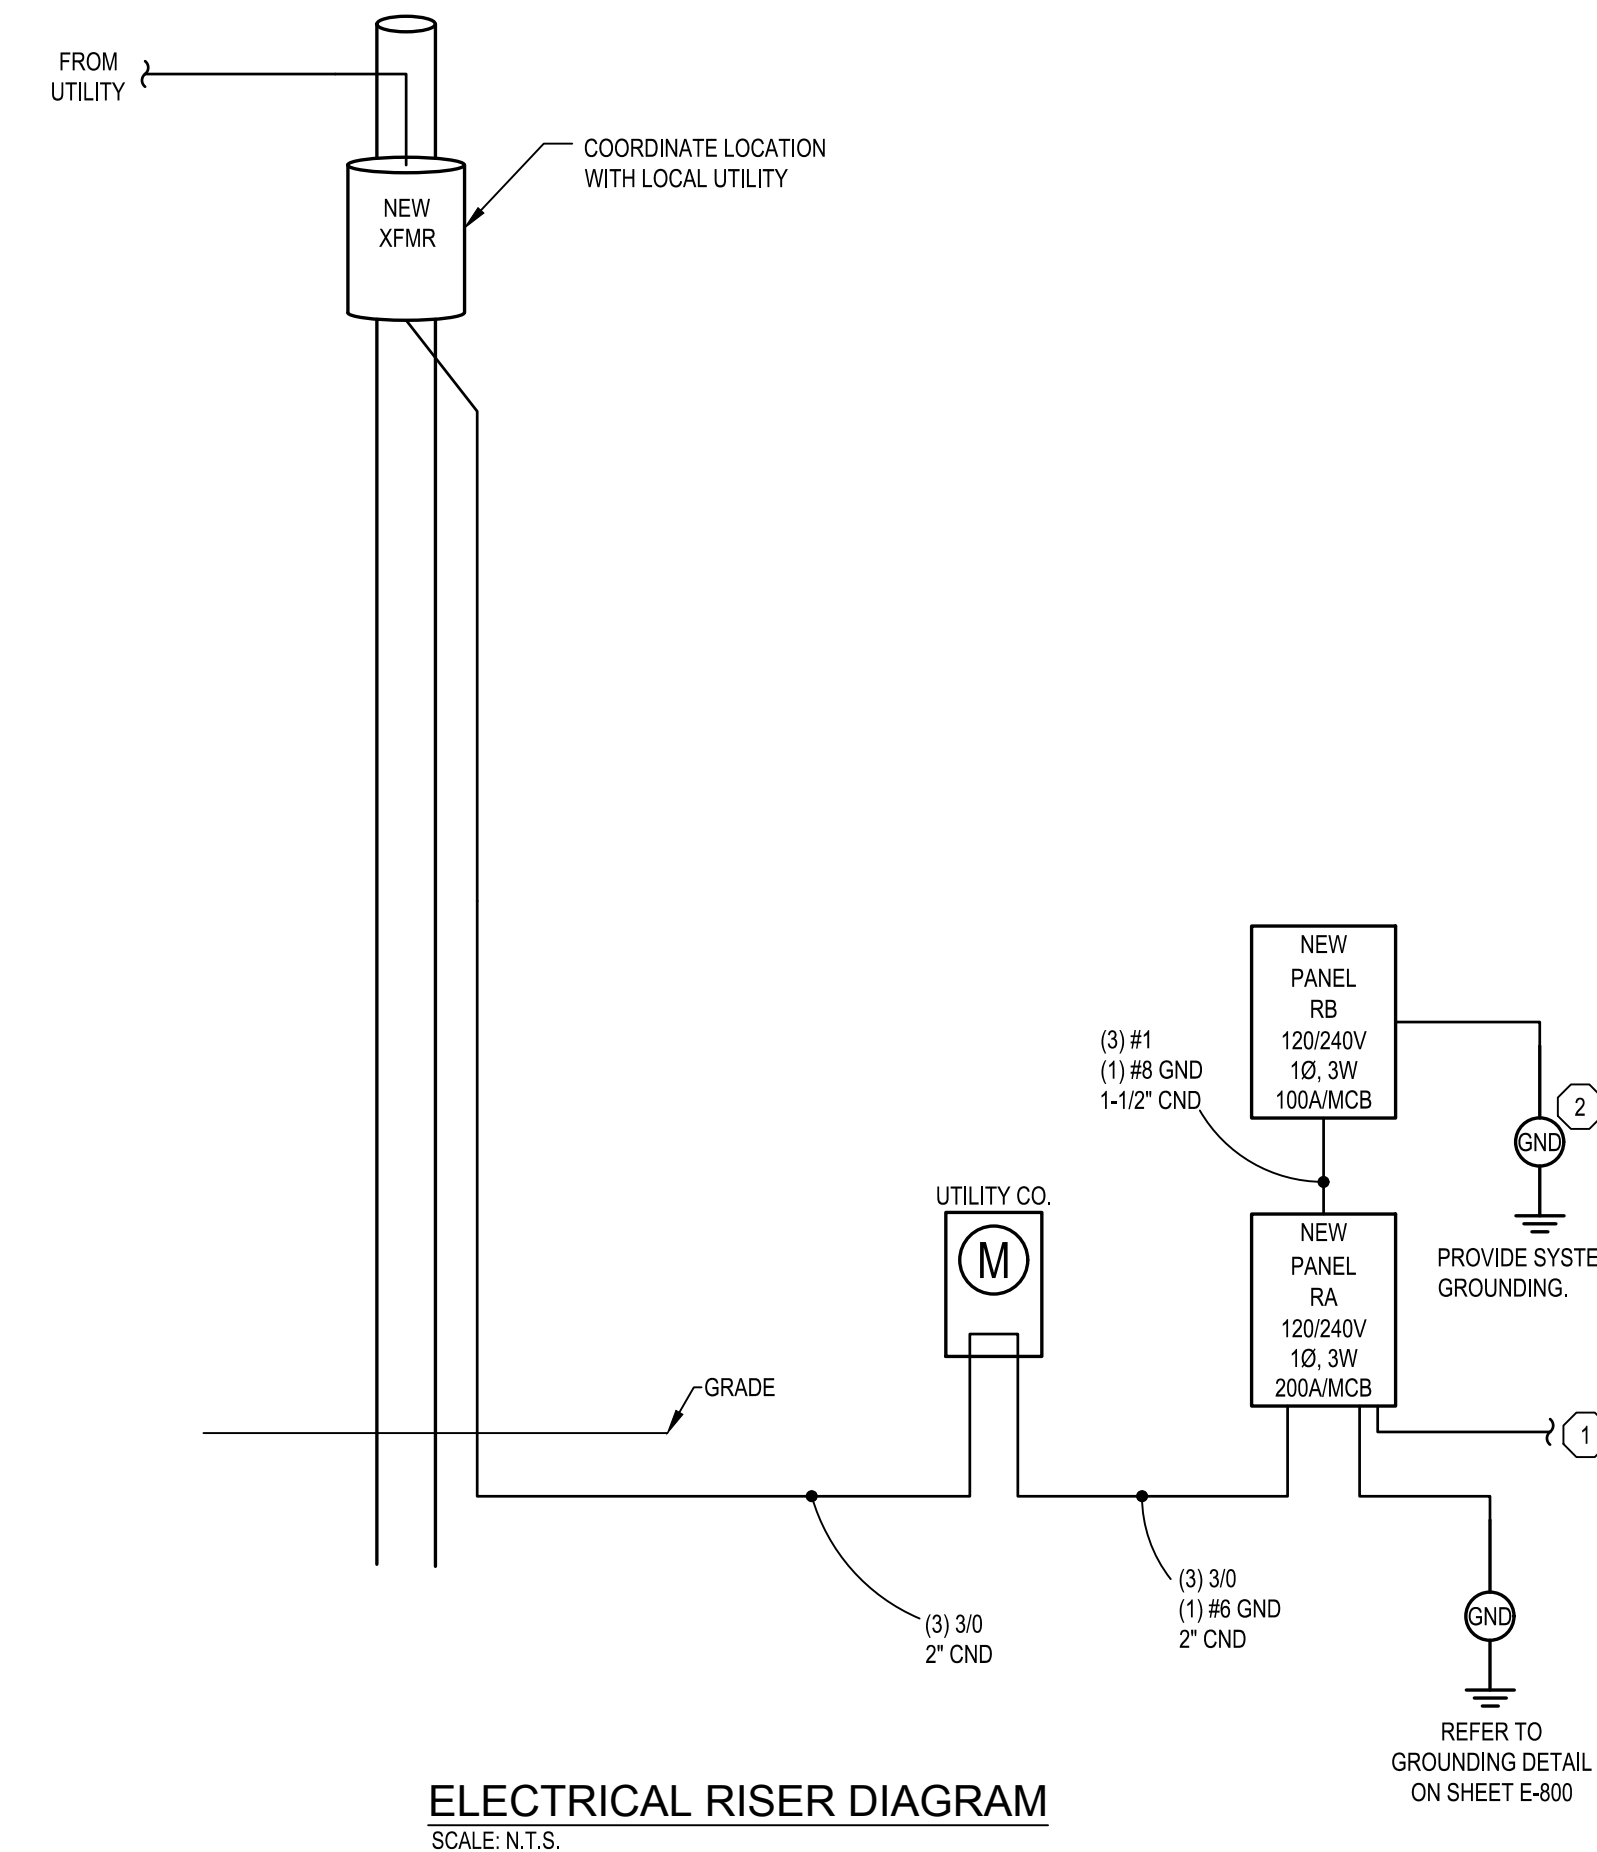 FROM
UTILITY
COORDINATE LOCATION
WITH LOCAL UTILITY
NEW
XFMR
NEW
PANEL
RB
120/240V
1Ø, 3W
100A/MCB
(3) #1
(1) #8 GND
1-1/2" CND
2
GND
PROVIDE SYSTE
GROUNDING.
UTILITY CO.
M
NEW
PANEL
RA
120/240V
1Ø, 3W
200A/MCB
GRADE
1
(3) 3/0
(1) #6 GND
2" CND
(3) 3/0
2" CND
GND
REFER TO
GROUNDING DETAIL
ON SHEET E-800
ELECTRICAL RISER DIAGRAM
SCALE: N.T.S.